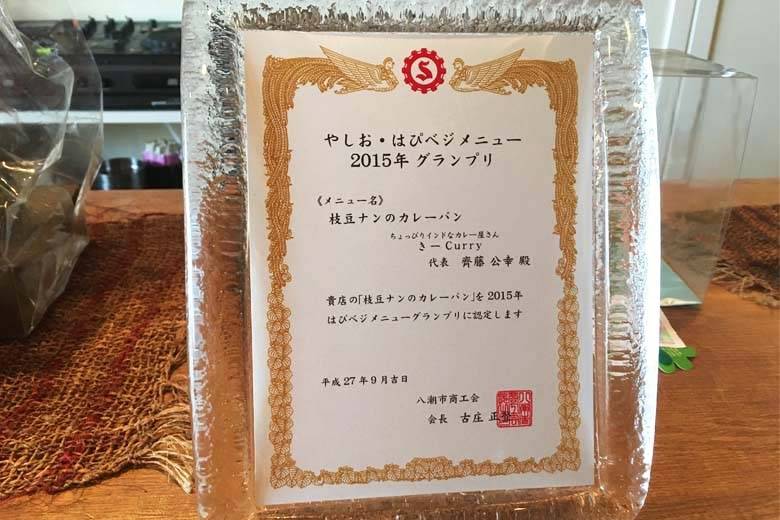 S
やしお・はぴベジメニュー
2015年 グランプリ
《メニュー名》
枝豆ナンのカレーパン
ちょっぴりインドなカレー屋さん
きーCurry
代表 齊藤 公幸 殿
貴店の「枝豆ナンのカレーパン」を2015年
はぴベジメニューグランプリに認定します
平成27年9月吉日
八潮市商工会
会長 古庄 正